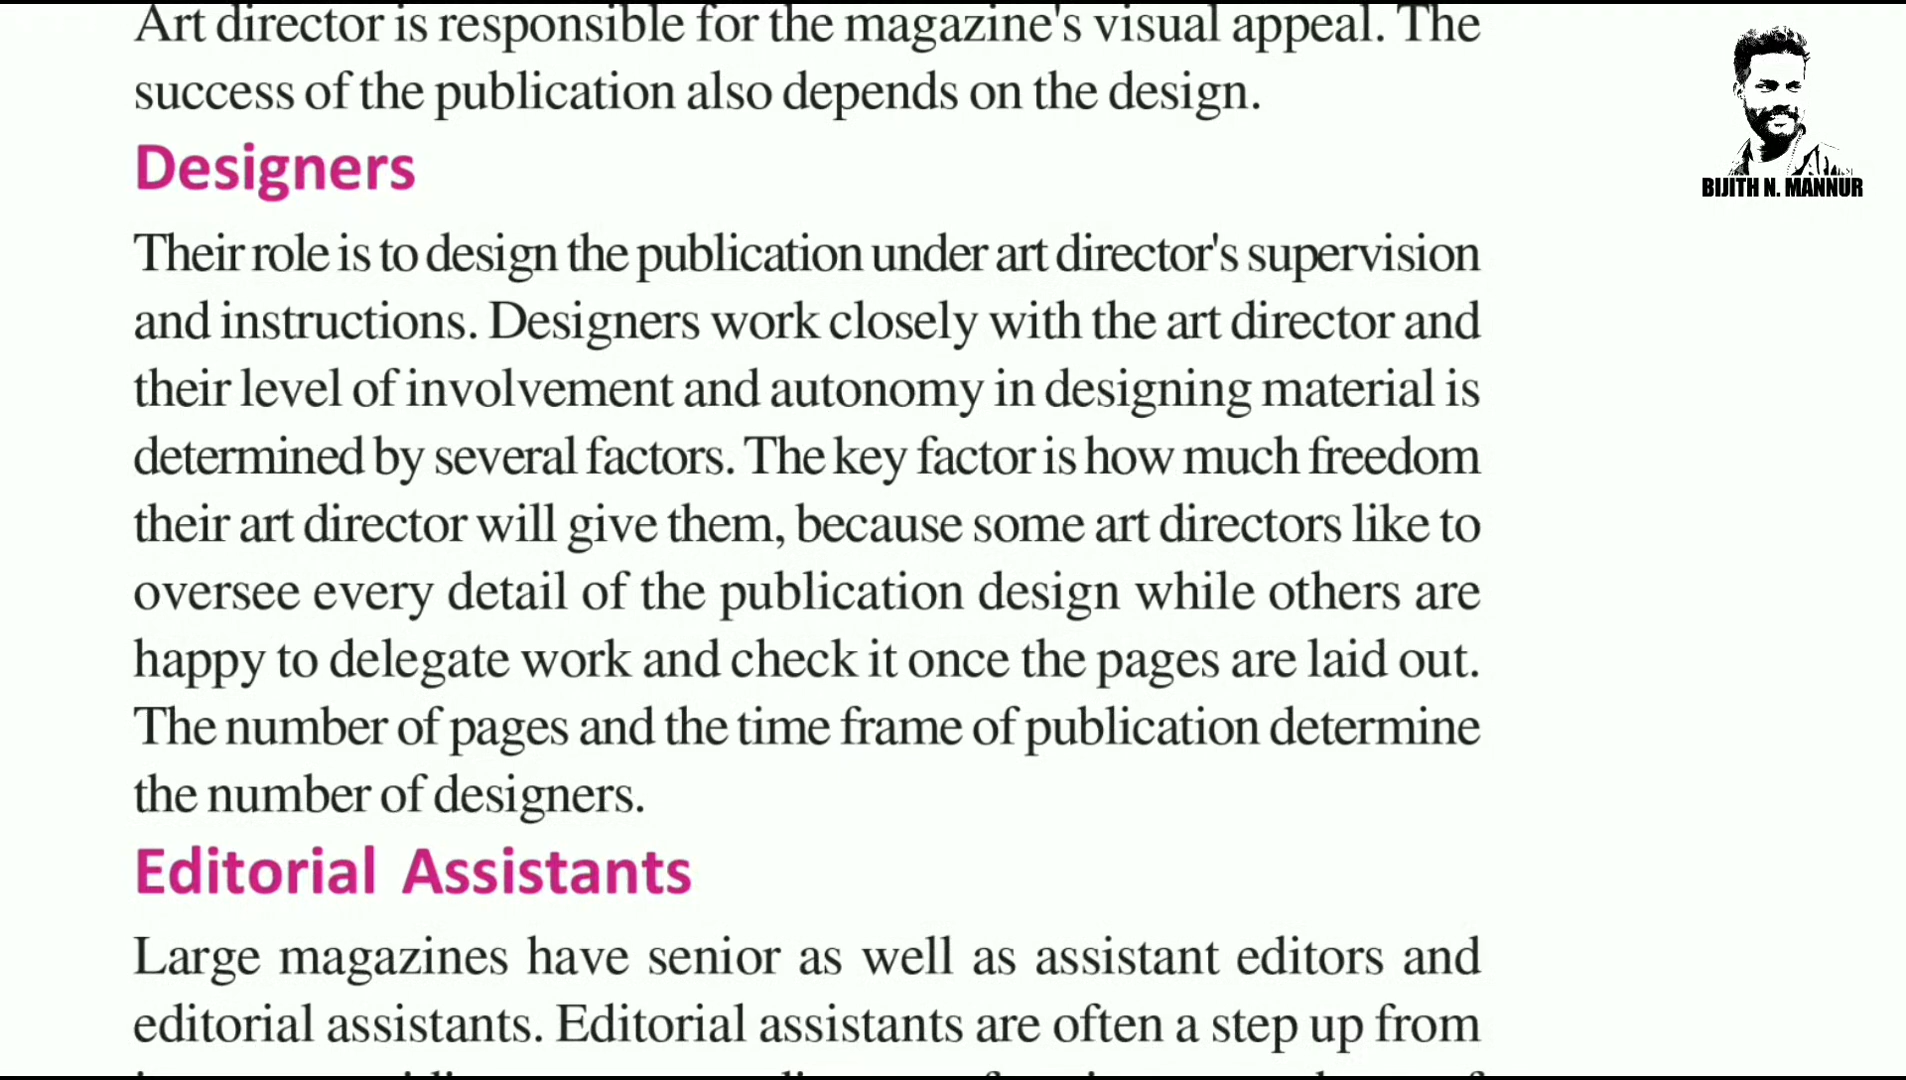 Art director is responsible for the magazine's visual appeal. The
success of the publication also depends on the design.
BIJITH N. MANNUR
Designers
Their role is to design the publication under art director's supervision
and instructions. Designers work closely with the art director and
their level of involvement and autonomy in designing material is
determined by several factors. The key factor is how much freedom
their art director will give them, because some art directors like to
oversee every detail of the publication design while others are
happy to delegate work and check it once the pages are laid out.
The number of pages and the time frame of publication determine
the number of designers.
Editorial Assistants
Large magazines have senior as well as assistant editors and
editorial assistants. Editorial assistants are often a step up from